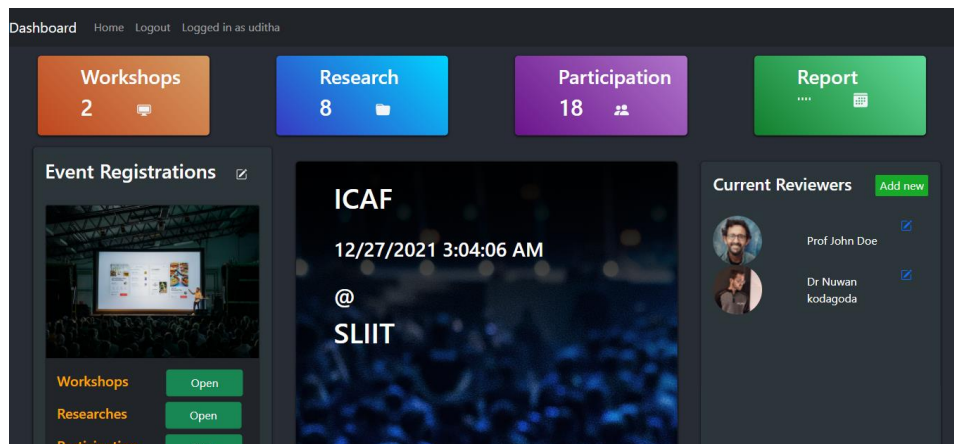 Dashboard Home Logout Logged in as uditha
Workshops
2
Research
8
Participation
18
Report
....
Event Registrations
Workshops Open
Researches Open
ICAF
12/27/2021 3:04:06 AM
@
SLIIT
Current Reviewers Add new
Prof John Doe
Dr Nuwan
kodagoda